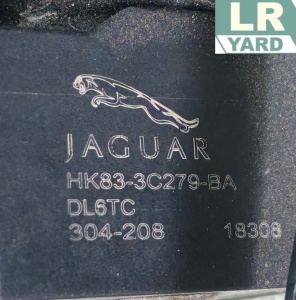 LR
YARD
JAGUAR
HK83-3C279-BA
DL6TC
304-208 18308